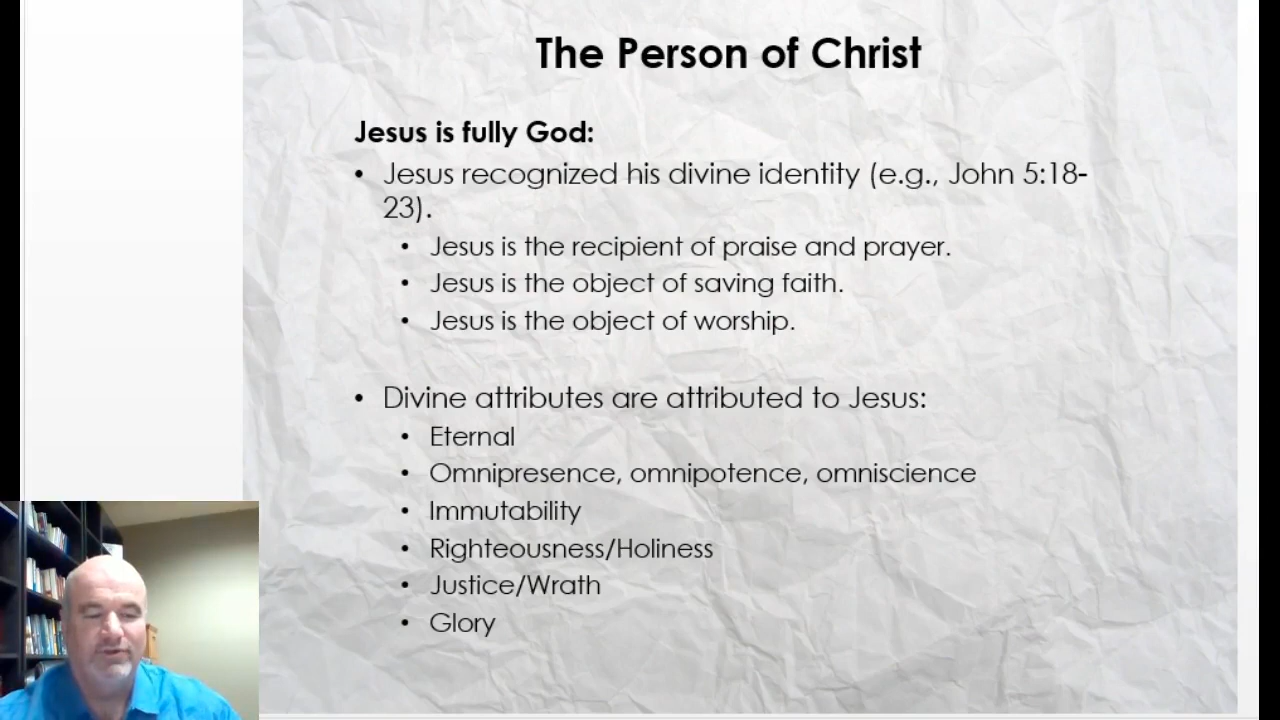 The Person of Christ
Jesus is fully God:
• Jesus recognized his divine identity (e.g., John 5:18-
23).
• Jesus is the recipient of praise and prayer.
• Jesus is the object of saving faith.
• Jesus is the object of worship.
• Divine attributes are attributed to Jesus:
• Eternal
• Omnipresence, omnipotence, omniscience
• Immutability
• Righteousness/Holiness
• Justice/Wrath
• Glory